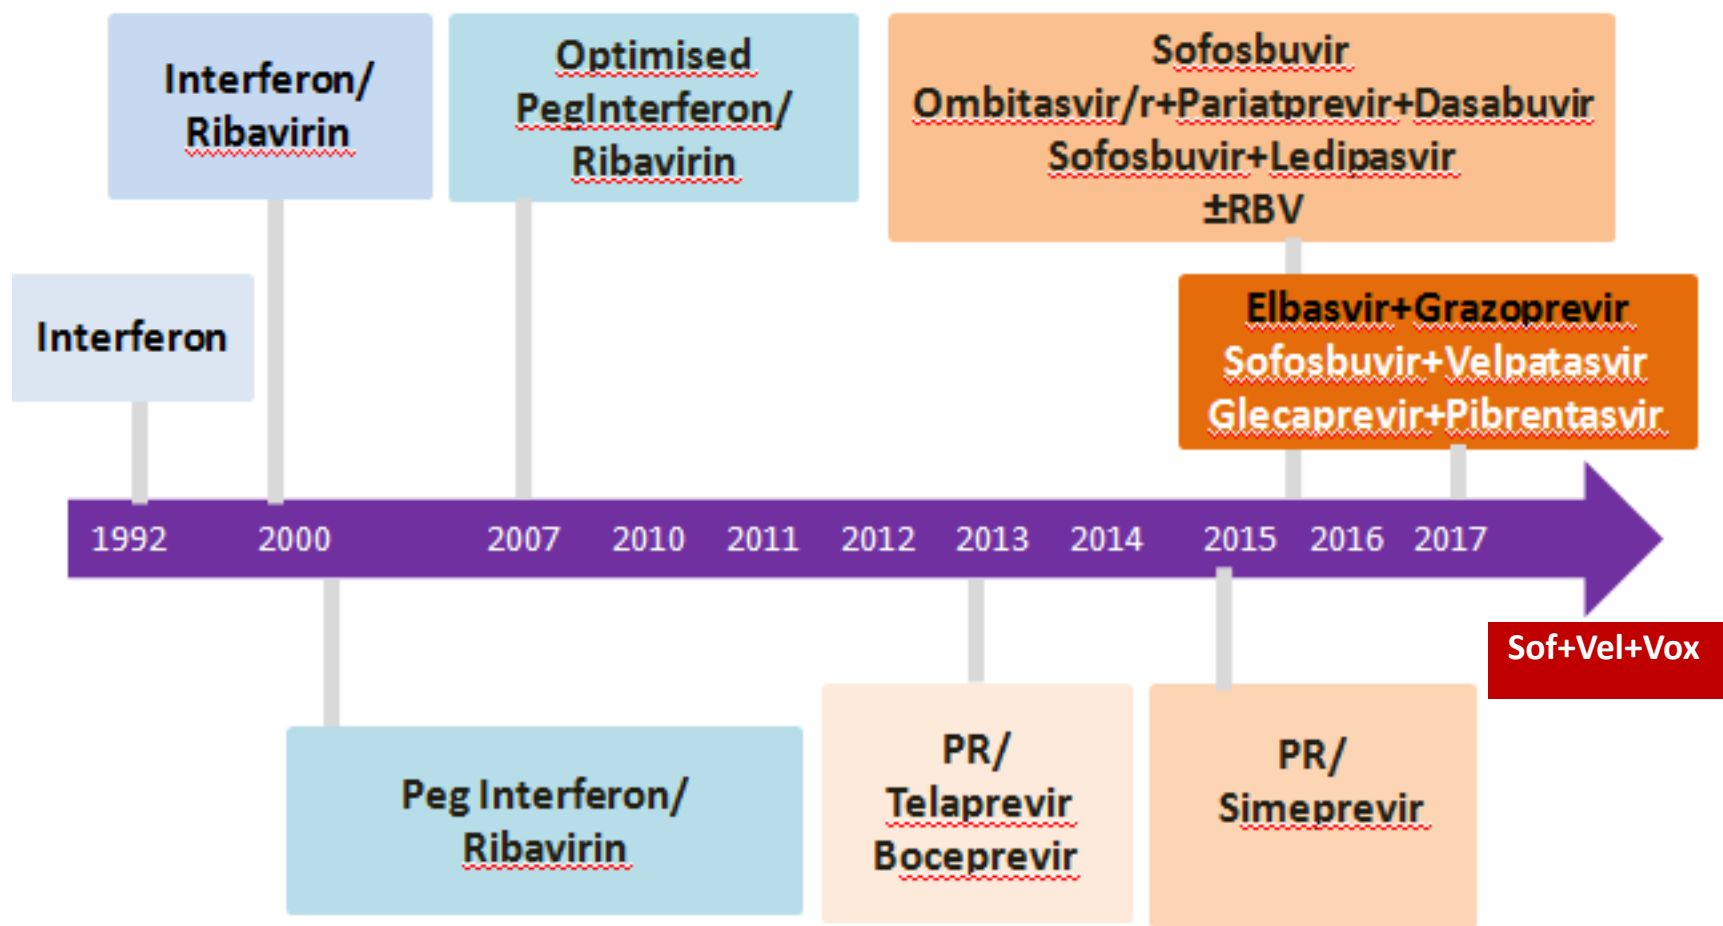 Interferon/
Ribavirin
Optimised
PegInterferon/
Ribavirin
Sofosbuvir
Ombitasvir/r+Pariatprevir+Dasabuvir
Sofosbuvir+Ledipasvir
±RBV
Interferon
Elbasvir+Grazoprevir
Sofosbuvir+Velpatasvir
Glecaprevir+Pibrentasvir
1992 2000 2007 2010 2011 2012 2013 2014 2015 2016 2017
Sof+Vel+Vox
Peg Interferon/
Ribavirin
PR/
Telaprevir
Boceprevir
PR/
Simeprevir